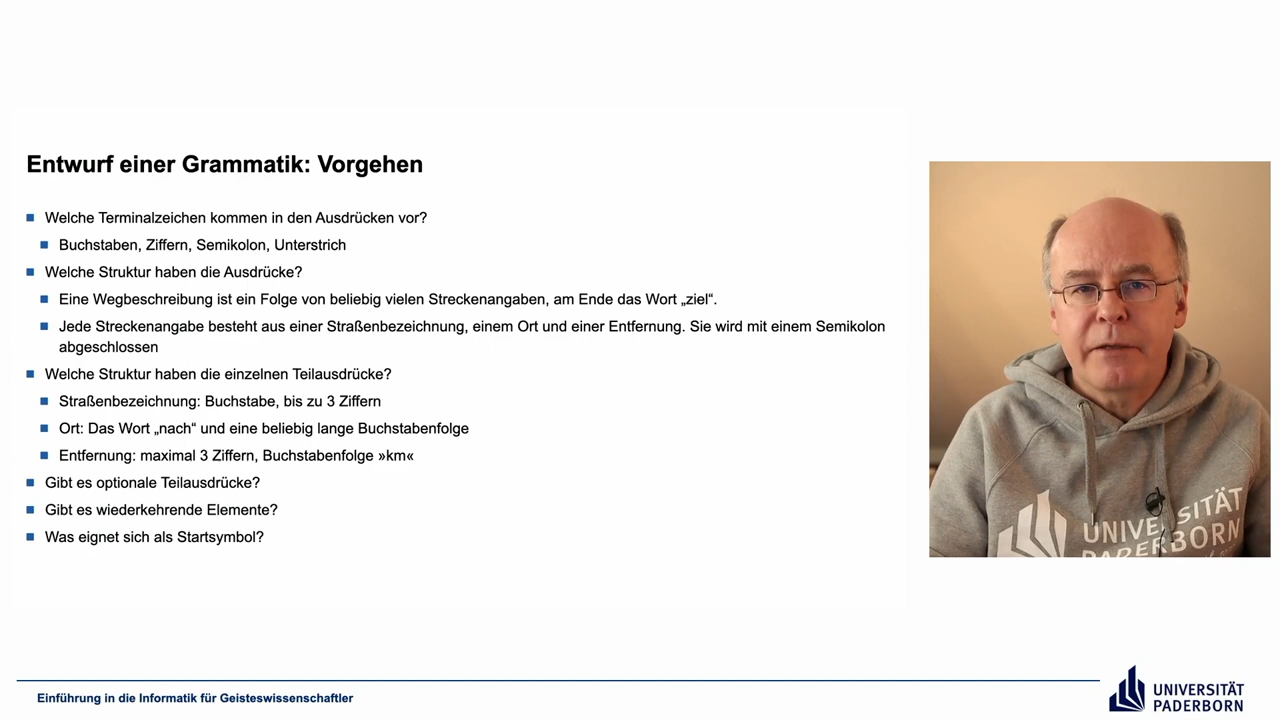 Entwurf einer Grammatik: Vorgehen
Welche Terminalzeichen kommen in den Ausdrücken vor?
Buchstaben, Ziffern, Semikolon, Unterstrich
Welche Struktur haben die Ausdrücke?
Eine Wegbeschreibung ist ein Folge von beliebig vielen Streckenangaben, am Ende das Wort „ziel“.
Jede Streckenangabe besteht aus einer Straßenbezeichnung, einem Ort und einer Entfernung. Sie wird mit einem Semikolon
abgeschlossen
Welche Struktur haben die einzelnen Teilausdrücke?
Straßenbezeichnung: Buchstabe, bis zu 3 Ziffern
Ort: Das Wort „nach“ und eine beliebig lange Buchstabenfolge
Entfernung: maximal 3 Ziffern, Buchstabenfolge »km«
Gibt es optionale Teilausdrücke?
Gibt es wiederkehrende Elemente?
Was eignet sich als Startsymbol?
UNIVERSITÄT
PADERBORN
Einführung in die Informatik für Geisteswissenschaftler
UNIVERSITÄT
PADERBORN